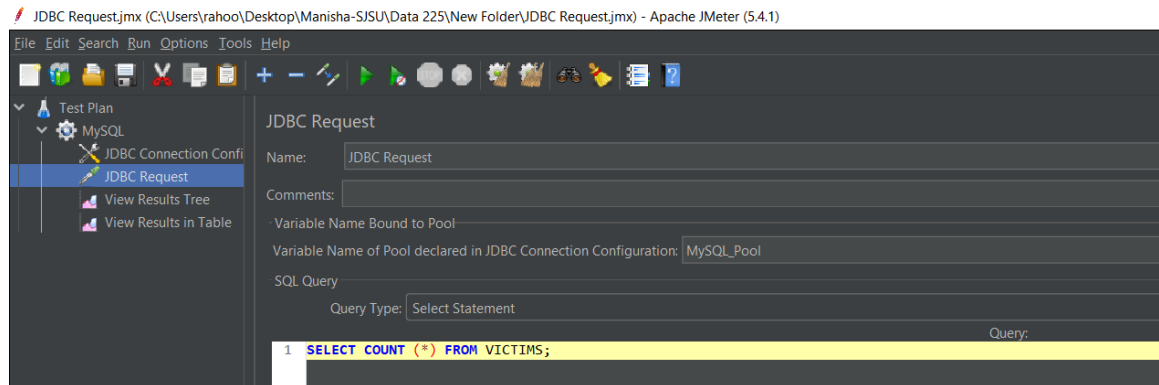 JDBC Request.jmx (C:\Users\rahoo\Desktop\Manisha-SJSU\Data 225\New Folder\JDBC Request.jmx) - Apache JMeter (5.4.1)
File Edit Search Run Options Tools Help
STOP
Test Plan
MySQL
JDBC Connection Confi
JDBC Request
View Results Tree
View Results in Table
JDBC Request
Name: JDBC Request
Comments:
Variable Name Bound to Pool
Variable Name of Pool declared in JDBC Connection Configuration: MySQL_Pool
SQL Query
Query Type: Select Statement
Query:
1 SELECT COUNT (*) FROM VICTIMS;